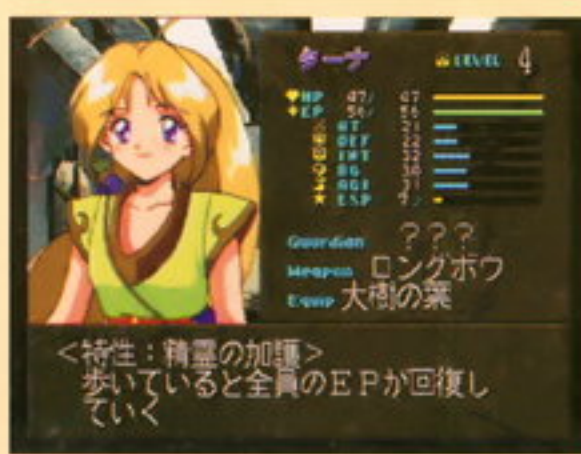 ターナ LEVEL 4
HP 47/ 47
EP 56/ 56
AT 21
DEF 22
INT 32
AGI 31
ESP
Guardian ???
Weapon ロングボウ
Equip 大樹の葉
<特性:精霊の加護>
歩いていると全員のEPが回復し
ていく